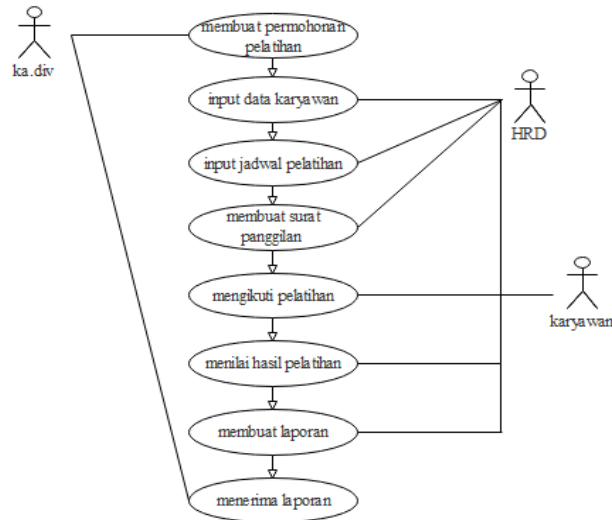 membuat permohonan
pelatihan
ka.div
input data karyawan
HRD
input jadwal pelatihan
membuat surat
panggilan
mengikuti pelatihan
karyawan
menilai hasil pelatihan
membuat laporan
menerima laporan